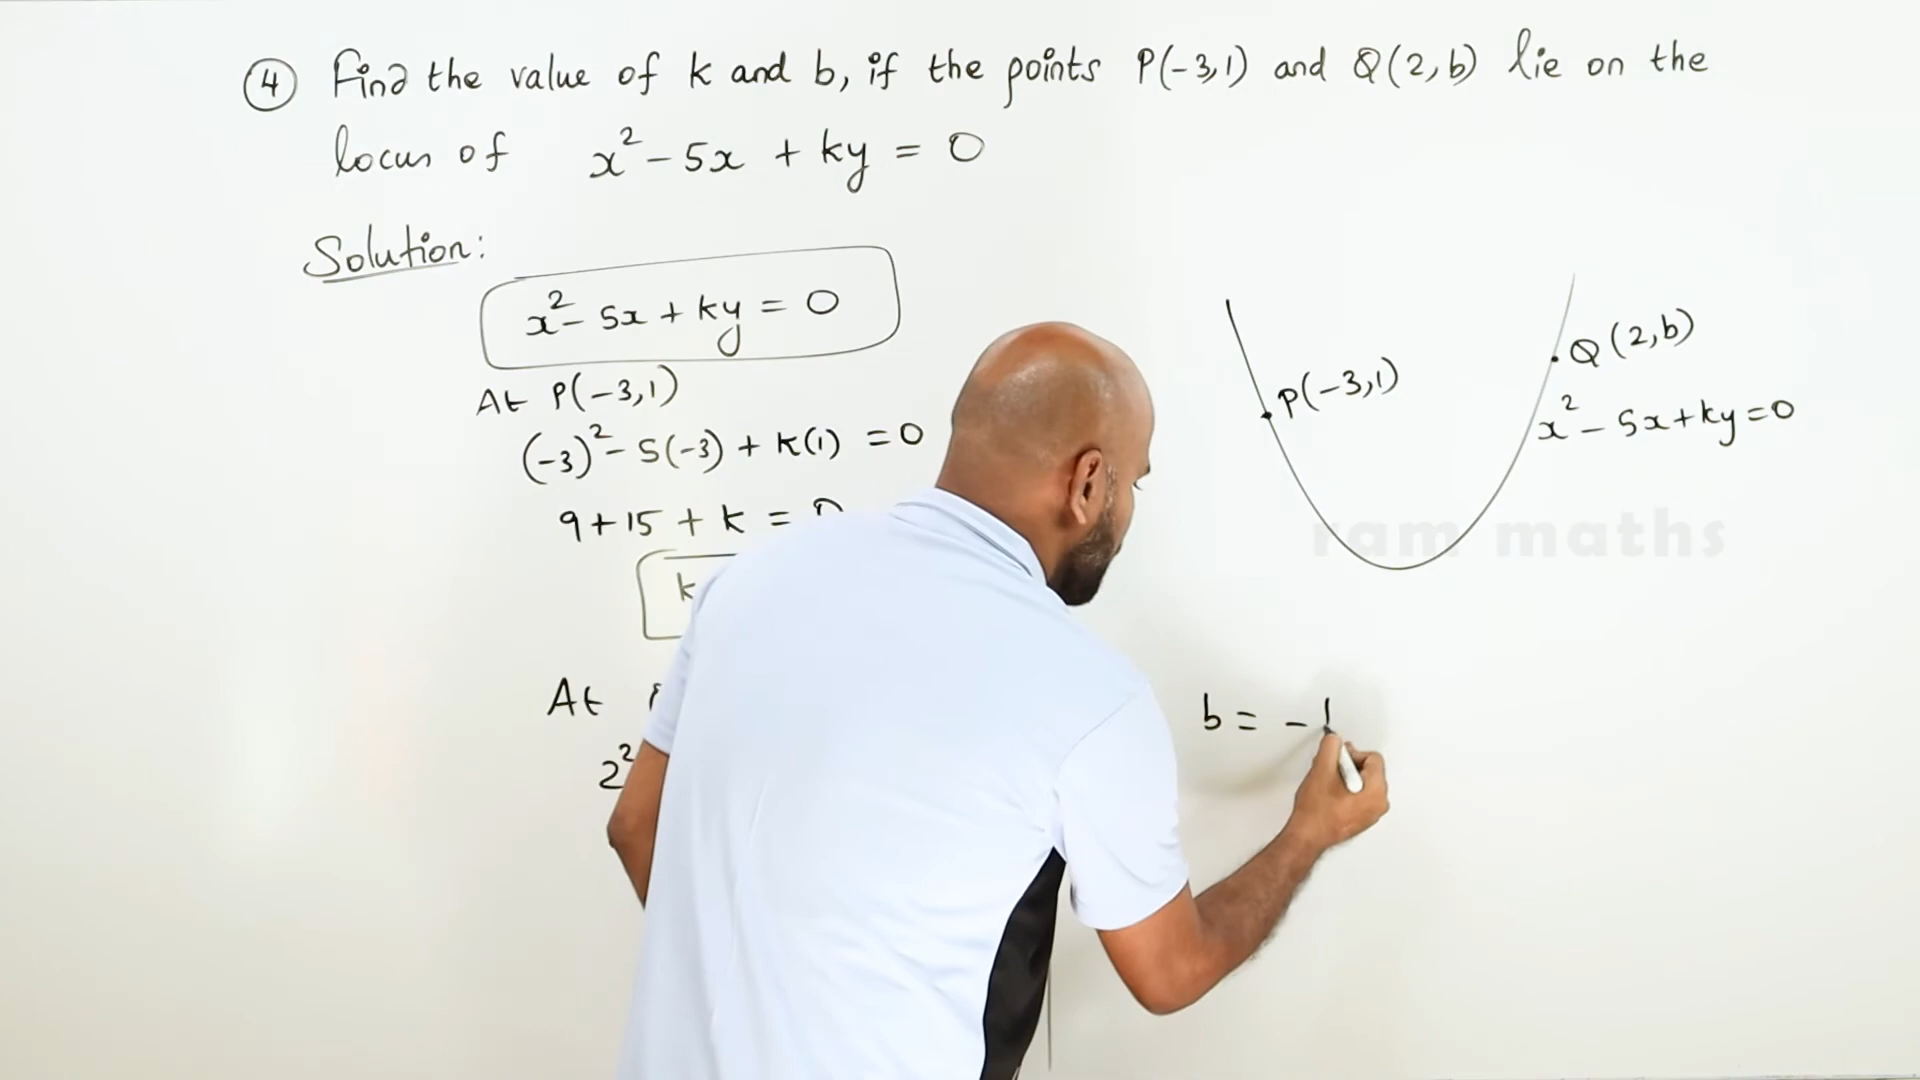 ④ Find the value of k and b, if the points P(-3,1) and Q(2,b) lie on the
locus of x² - 5x + ky = 0
Solution:
x² - 5x + ky = 0
At P(-3,1)
(-3)² - 5(-3) + k(1) = 0
9 + 15 + k = 0
k
At
2²
P(-3,1)
Q(2,b)
x² - 5x + ky = 0
ram maths
b = - 1